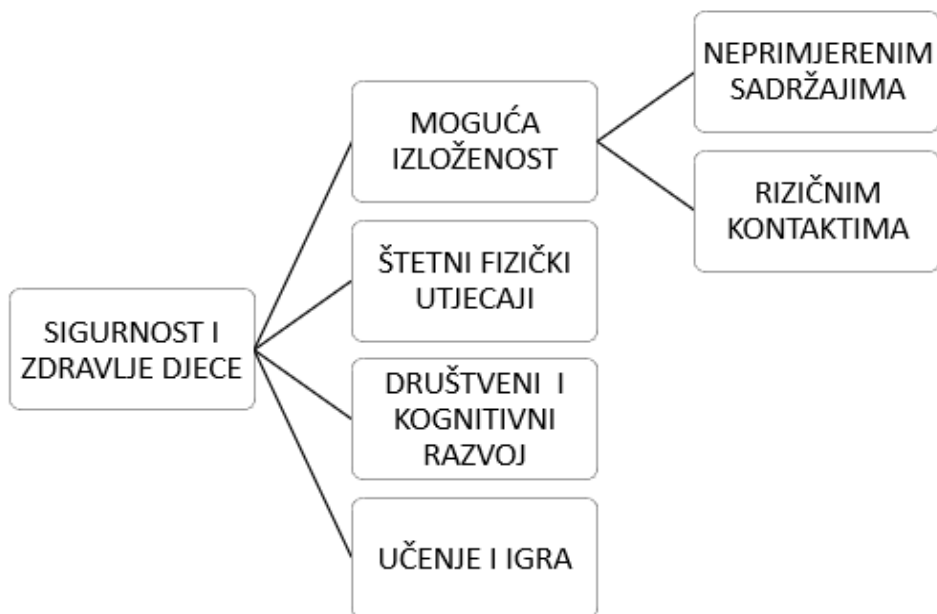 SIGURNOST I
ZDRAVLJE DJECE
MOGUĆA
IZLOŽENOST
NEPRIMJERENIM
SADRŽAJIMA
RIZIČNIM
KONTAKTIMA
ŠTETNI FIZIČKI
UTJECAJI
DRUŠTVENI I
KOGNITIVNI
RAZVOJ
UČENJE I IGRA